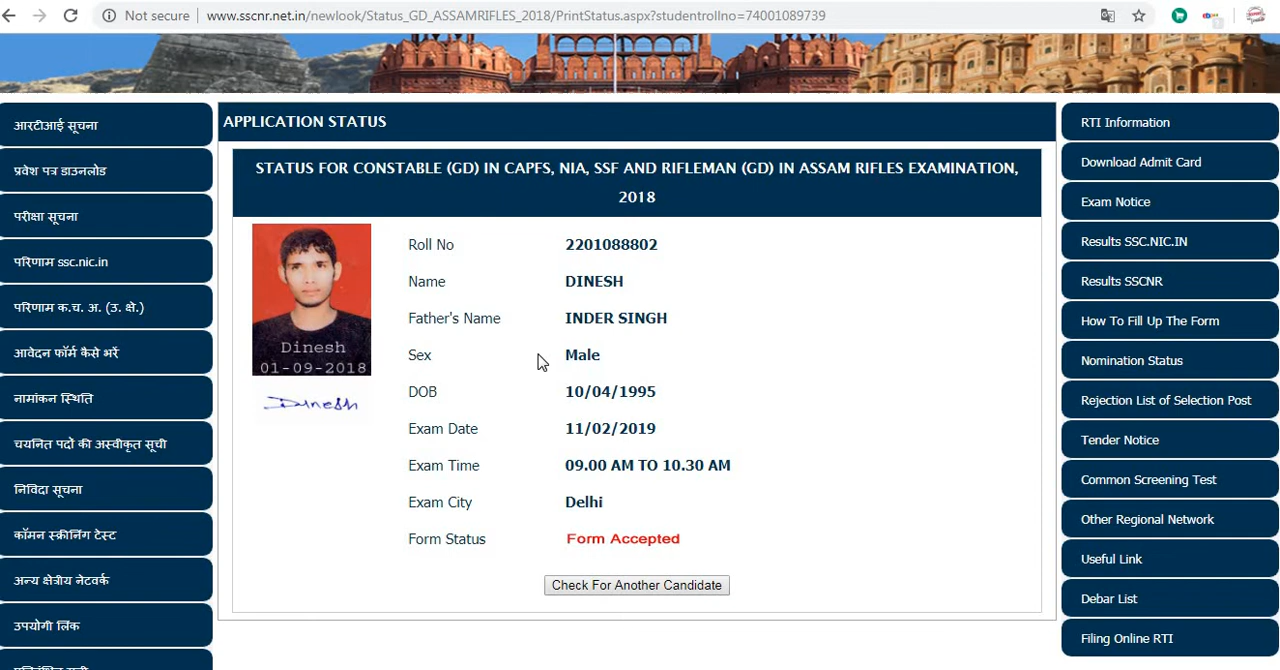 Not secure www.sscnr.net.in/newlook/Status_GD_ASSAMRIFLES_2018/PrintStatus.aspx?studentrollno=74001089739
आरटीआई सूचना
प्रवेश पत्र डाउनलोड
परीक्षा सूचना
परिणाम ssc.nic.in
परिणाम क.च. अ. (उ. क्षे.)
आवेदन फॉर्म कैसे भरें
नामांकन स्थिति
चयनित पदों की अस्वीकृत सूची
निविदा सूचना
कॉमन स्क्रीनिंग टेस्ट
अन्य क्षेत्रीय नेटवर्क
उपयोगी लिंक
APPLICATION STATUS
STATUS FOR CONSTABLE (GD) IN CAPFS, NIA, SSF AND RIFLEMAN (GD) IN ASSAM RIFLES EXAMINATION,
2018
Dinesh
01-09-2018
Dinesh
Roll No 2201088802
Name DINESH
Father's Name INDER SINGH
Sex Male
DOB 10/04/1995
Exam Date 11/02/2019
Exam Time 09.00 AM TO 10.30 AM
Exam City Delhi
Form Status Form Accepted
Check For Another Candidate
RTI Information
Download Admit Card
Exam Notice
Results SSC.NIC.IN
Results SSCNR
How To Fill Up The Form
Nomination Status
Rejection List of Selection Post
Tender Notice
Common Screening Test
Other Regional Network
Useful Link
Debar List
Filing Online RTI